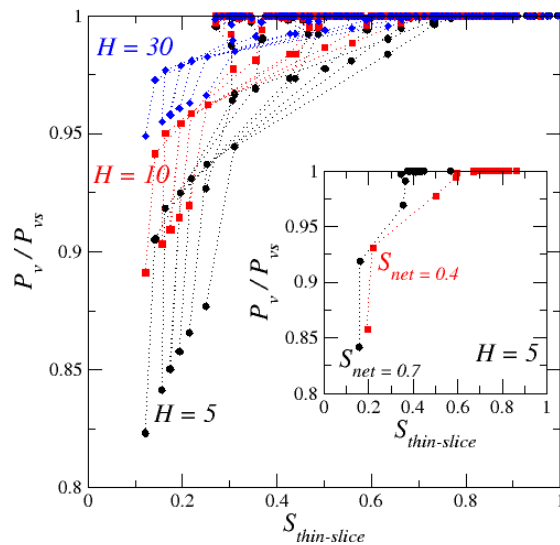 1
H = 30
0.95
H = 10
P_v / P_vs
0.9
0.85
H = 5
0.8
0
0.2
0.4
0.6
0.8
1
S_thin-slice
1
0.95
P_v / P_vs
0.9
0.85
0.8
S_net = 0.4
S_net = 0.7
H = 5
0
0.2
0.4
0.6
0.8
1
S_thin-slice